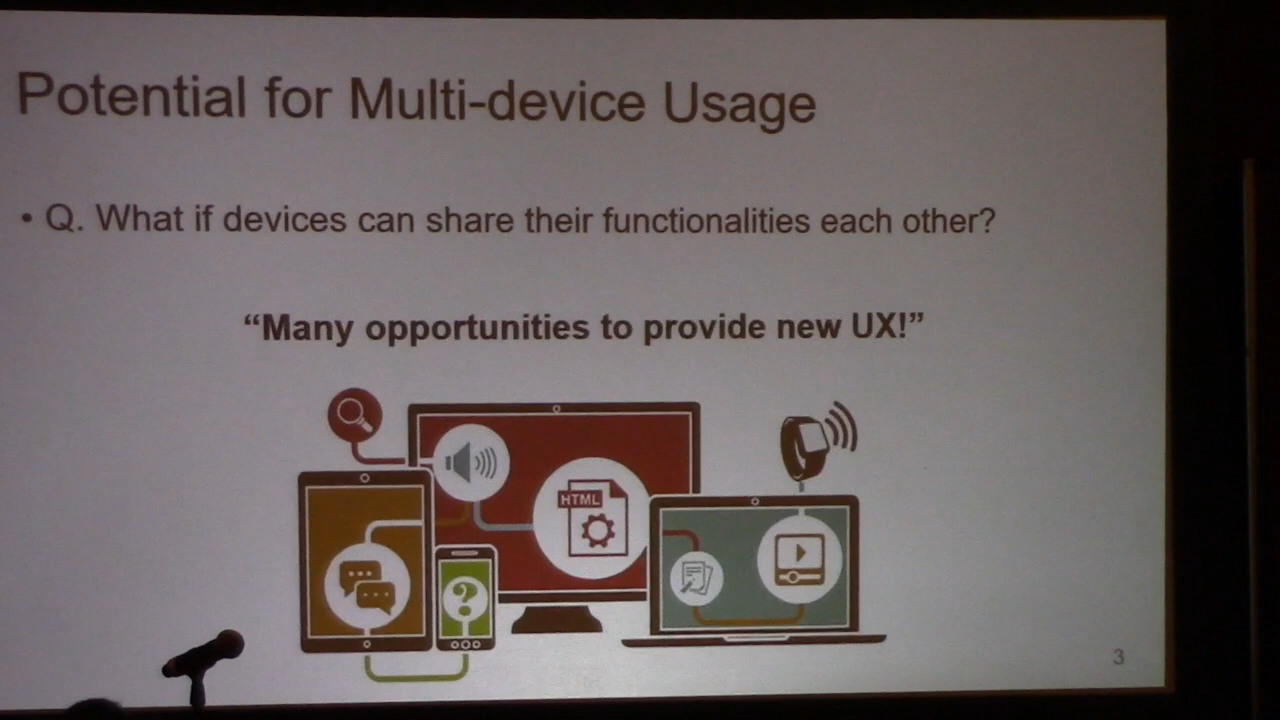 Potential for Multi-device Usage
• Q. What if devices can share their functionalities each other?
“Many opportunities to provide new UX!”
HTML
?
3